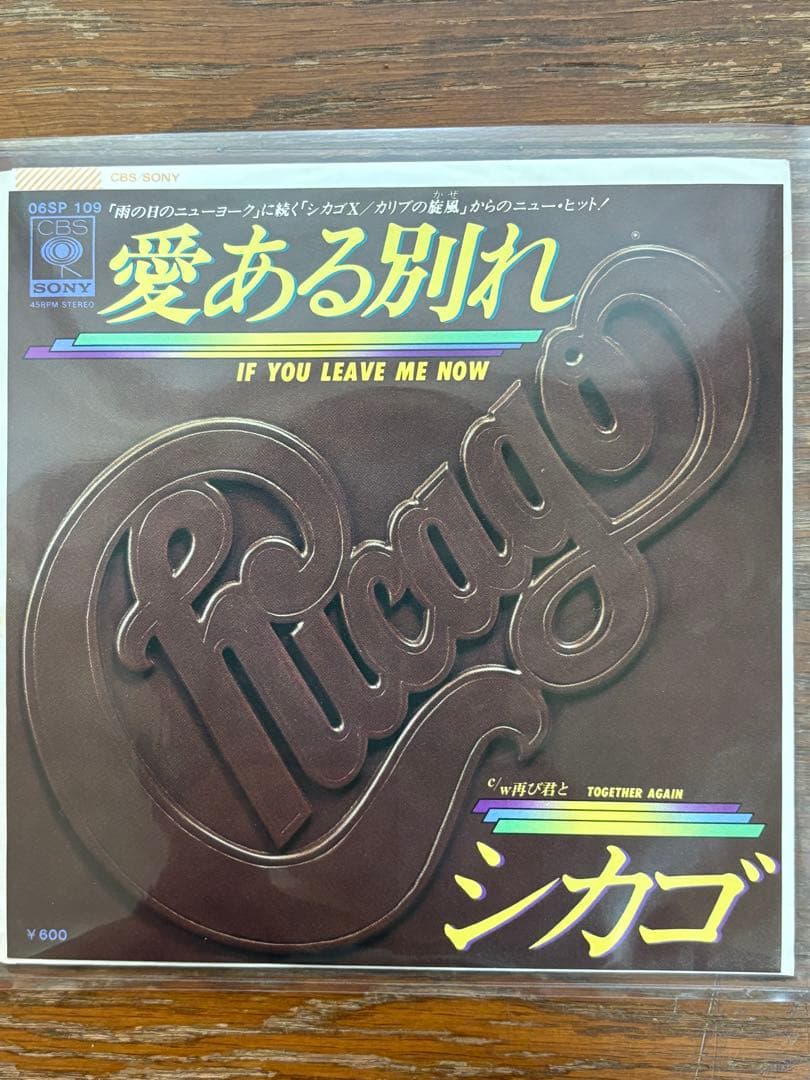 CBS/SONY
06SP 109
「雨の日のニューヨーク」に続く「シカゴX/カリブの旋風」からのニュー・ヒット!
かぜ
CBS
SONY
45RPM STEREO
愛ある別れ
IF YOU LEAVE ME NOW
Chicago
c/w再び君と TOGETHER AGAIN
シカゴ
¥600